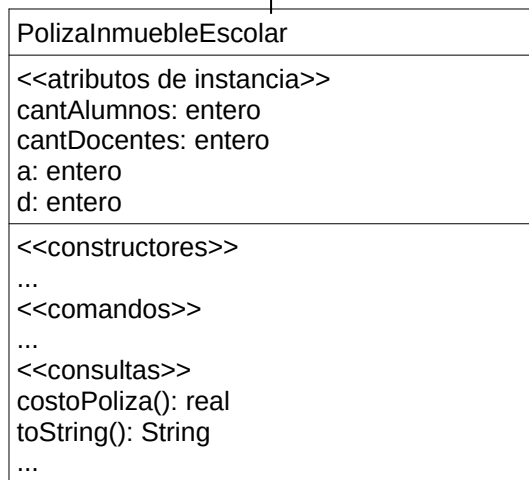 PolizaInmuebleEscolar
<<atributos de instancia>>
cantAlumnos: entero
cantDocentes: entero
a: entero
d: entero
<<constructores>>
...
<<comandos>>
...
<<consultas>>
costoPoliza(): real
toString(): String
...